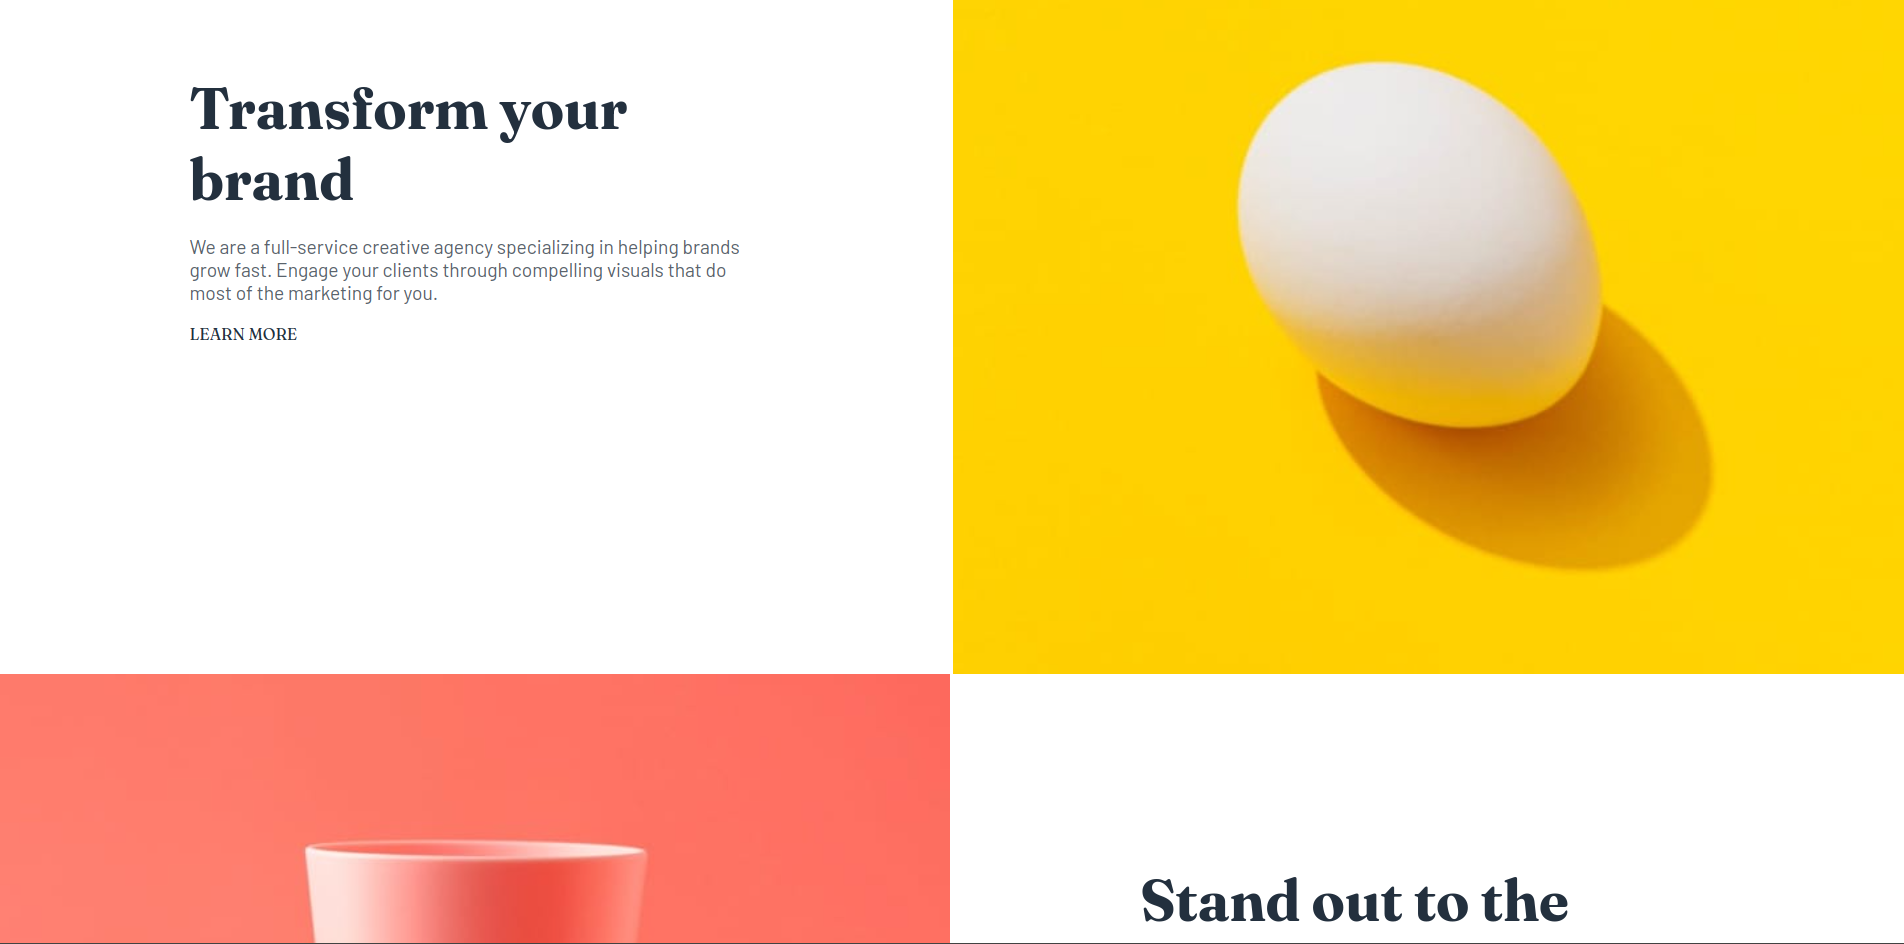 Transform your
brand
We are a full-service creative agency specializing in helping brands
grow fast. Engage your clients through compelling visuals that do
most of the marketing for you.
LEARN MORE
Stand out to the